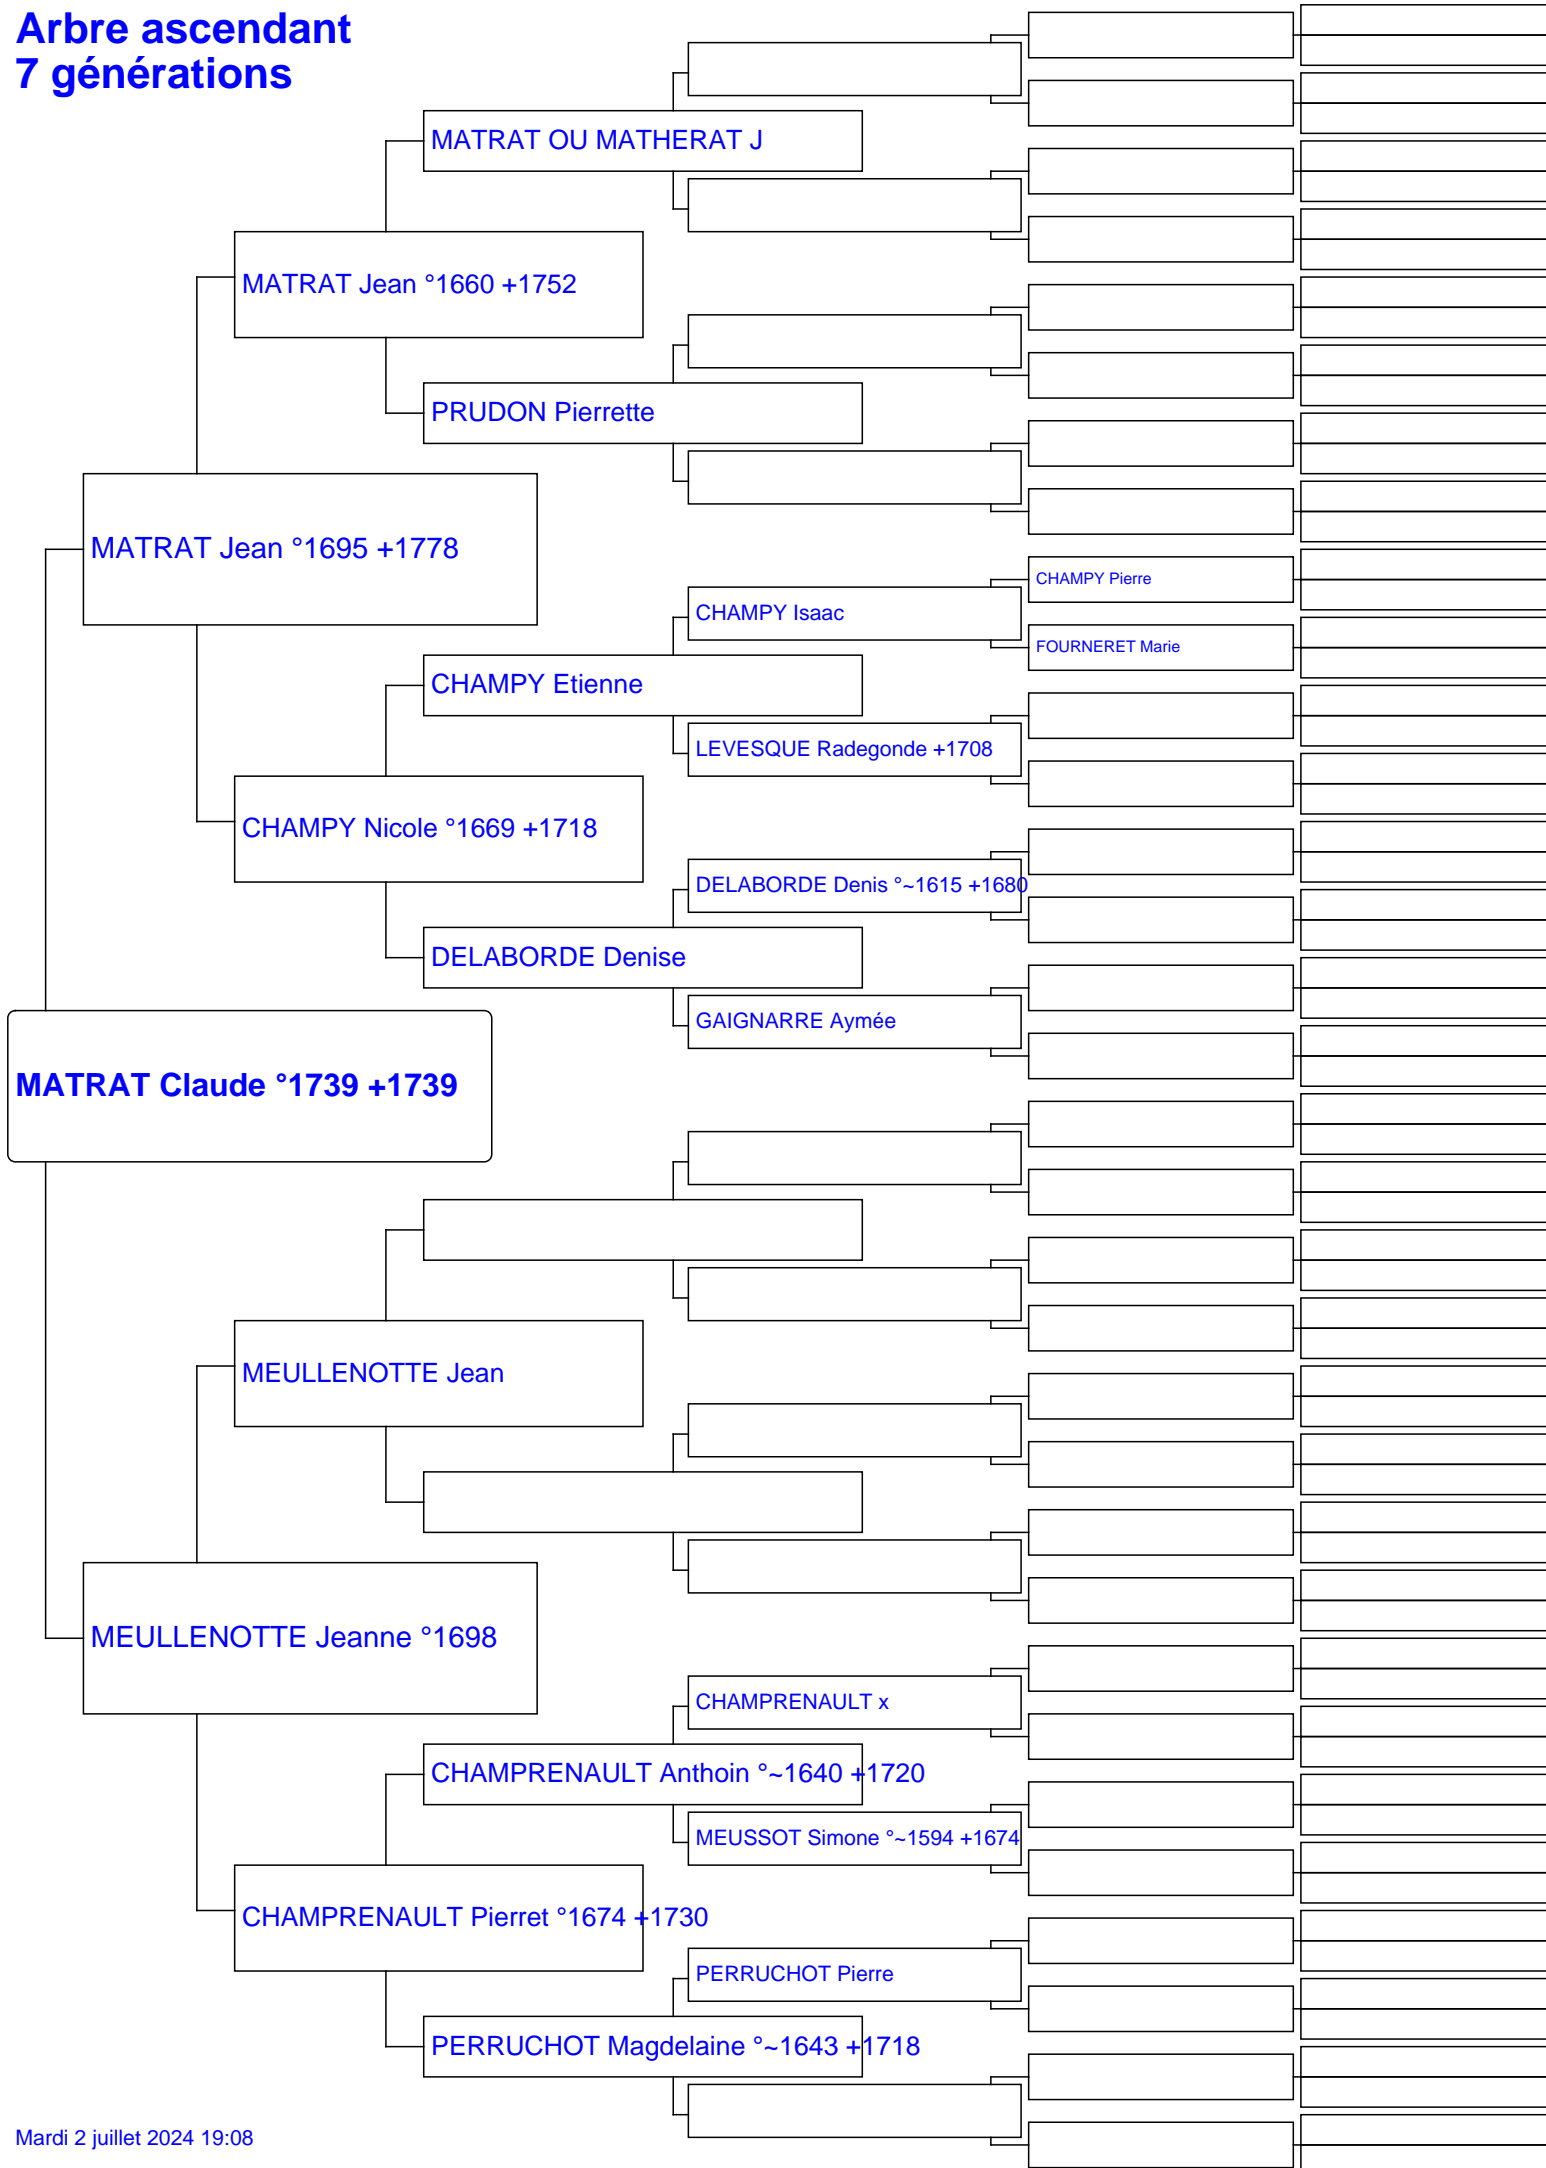 Arbre ascendant
7 générations
MATRAT OU MATHERAT J
MATRAT Jean °1660 +1752
PRUDON Pierrette
MATRAT Jean °1695 +1778
CHAMPY Pierre
CHAMPY Isaac
FOURNERET Marie
CHAMPY Etienne
LEVESQUE Radegonde +1708
CHAMPY Nicole °1669 +1718
DELABORDE Denis °~1615 +1680
DELABORDE Denise
GAIGNARRE Aymée
MATRAT Claude °1739 +1739
MEULLENOTTE Jean
MEULLENOTTE Jeanne °1698
CHAMPRENAULT x
CHAMPRENAULT Anthoin °~1640 +1720
MEUSSOT Simone °~1594 +1674
CHAMPRENAULT Pierret °1674 +1730
PERRUCHOT Pierre
PERRUCHOT Magdelaine °~1643 +1718
Mardi 2 juillet 2024 19:08